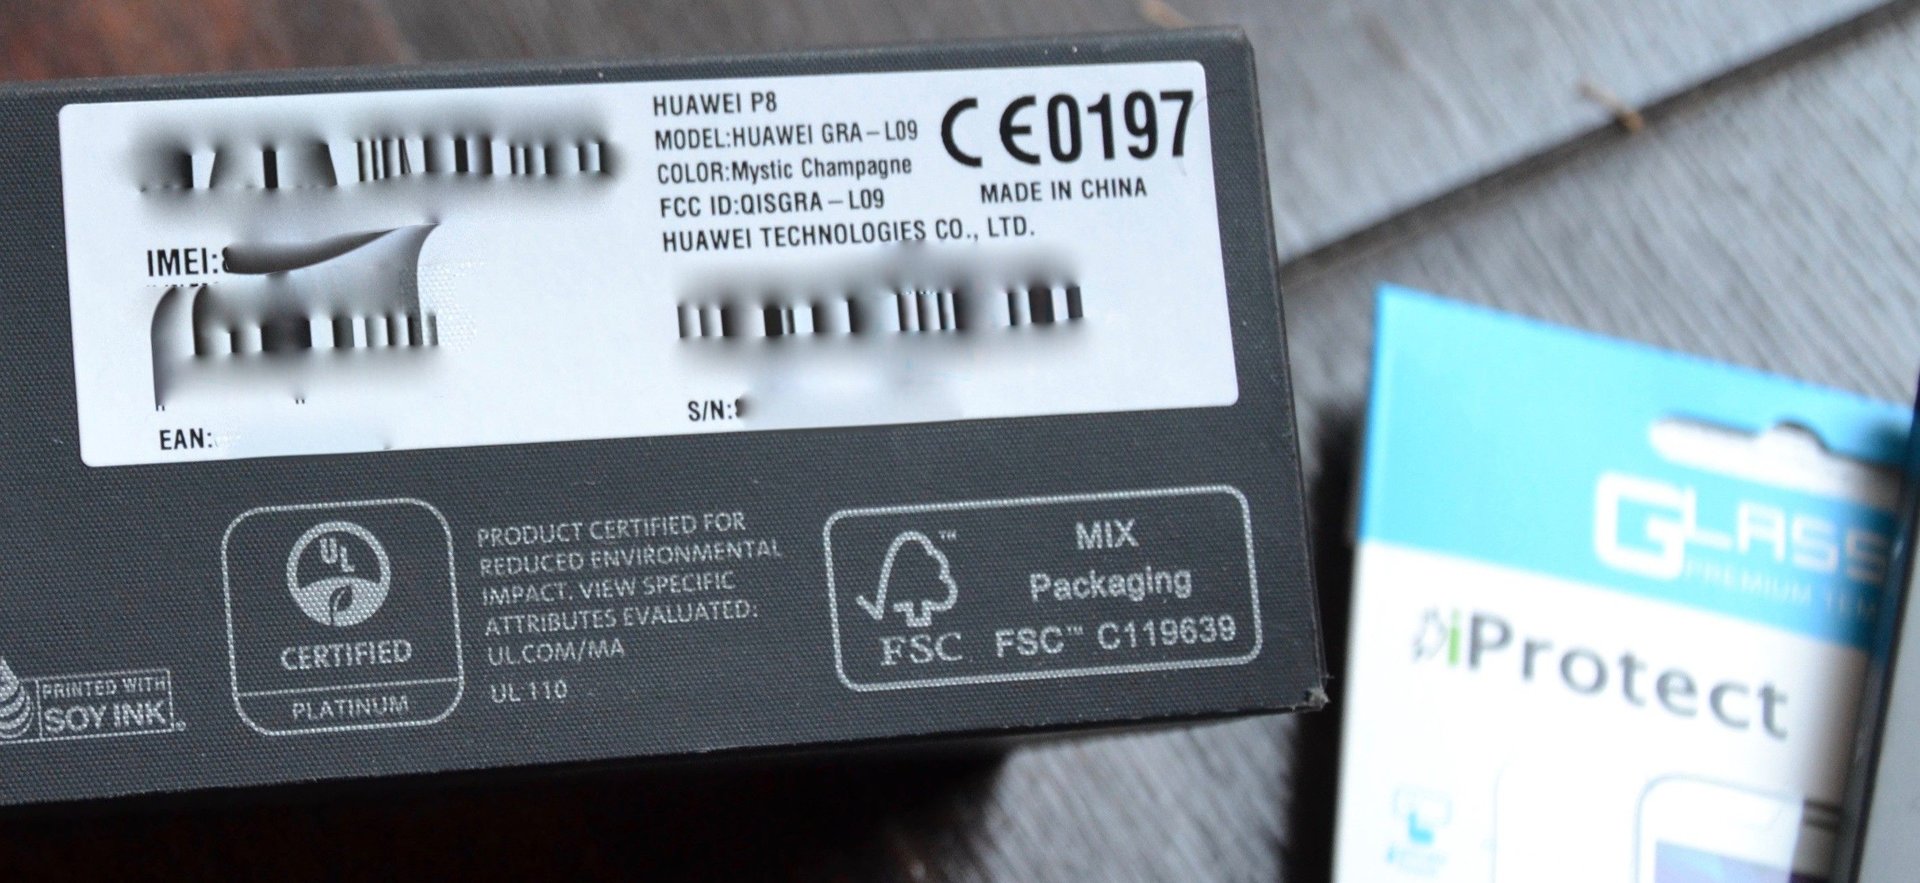 HUAWEI P8
MODEL:HUAWEI GRA-L09
COLOR:Mystic Champagne
FCC ID:QISGRA-L09
HUAWEI TECHNOLOGIES CO., LTD.
CE0197
MADE IN CHINA
IMEI:
S/N:
EAN:
PRINTED WITH
SOY INK
UL
CERTIFIED
PLATINUM
PRODUCT CERTIFIED FOR
REDUCED ENVIRONMENTAL
IMPACT. VIEW SPECIFIC
ATTRIBUTES EVALUATED:
UL.COM/MA
UL 110
FSC
MIX
Packaging
FSC™ C119639
GLASS
PREMIUM TEM
iProtect